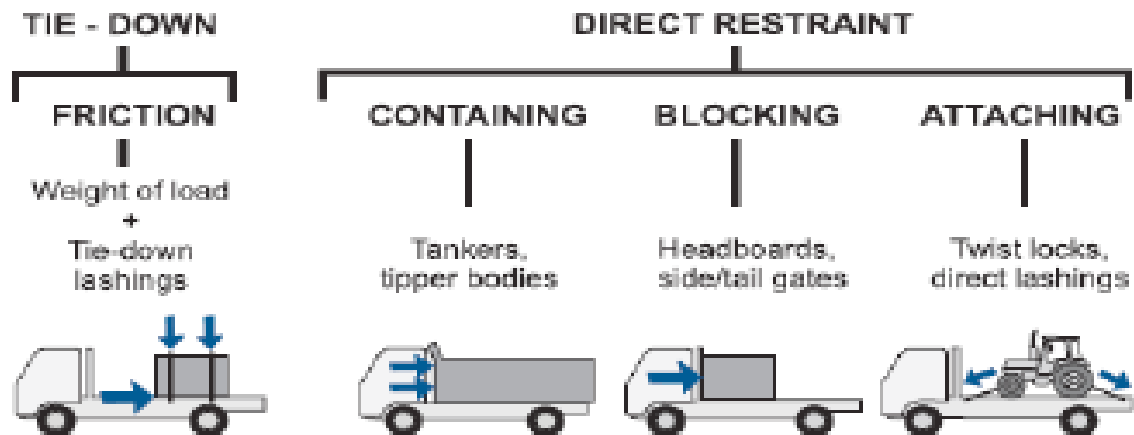 TIE - DOWN
FRICTION
Weight of load
+
Tie-down
lashings
DIRECT RESTRAINT
CONTAINING
Tankers,
tipper bodies
BLOCKING
Headboards,
side/tail gates
ATTACHING
Twist locks,
direct lashings